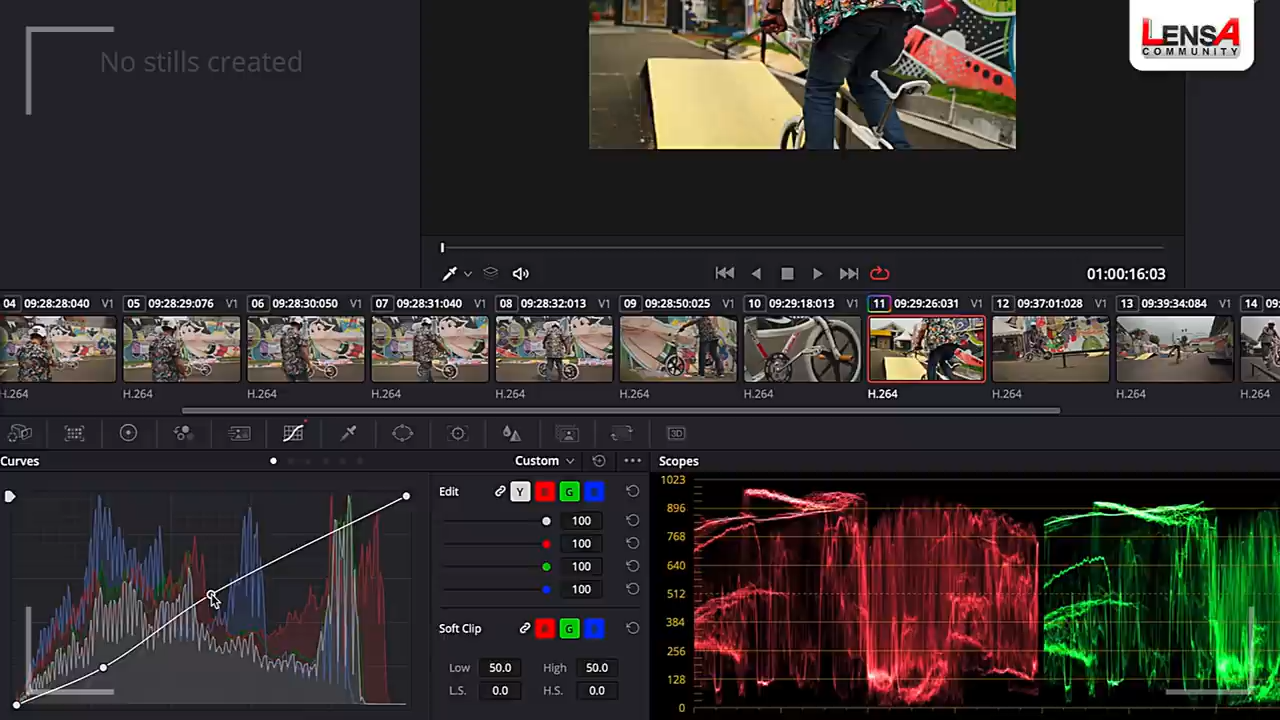 LENSA
COMMUNITY
No stills created
01:00:16:03
04 09:28:28:040 V1 05 09:28:29:076 V1 06 09:28:30:050 V1 07 09:28:31:040 V1 08 09:28:32:013 V1 09 09:28:50:025 V1 10 09:29:18:013 V1 11 09:29:26:031 V1 12 09:37:01:028 V1 13 09:39:34:084 V1 14 09:
H.264 H.264 H.264 H.264 H.264 H.264 H.264 H.264 H.264 H.264 H.264
3D
Curves Custom Scopes
1023
Edit Y R G B
896
100
768
100
640
100
512
100
384
Soft Clip R G B
256
Low 50.0 High 50.0
128
L.S. 0.0 H.S. 0.0
0